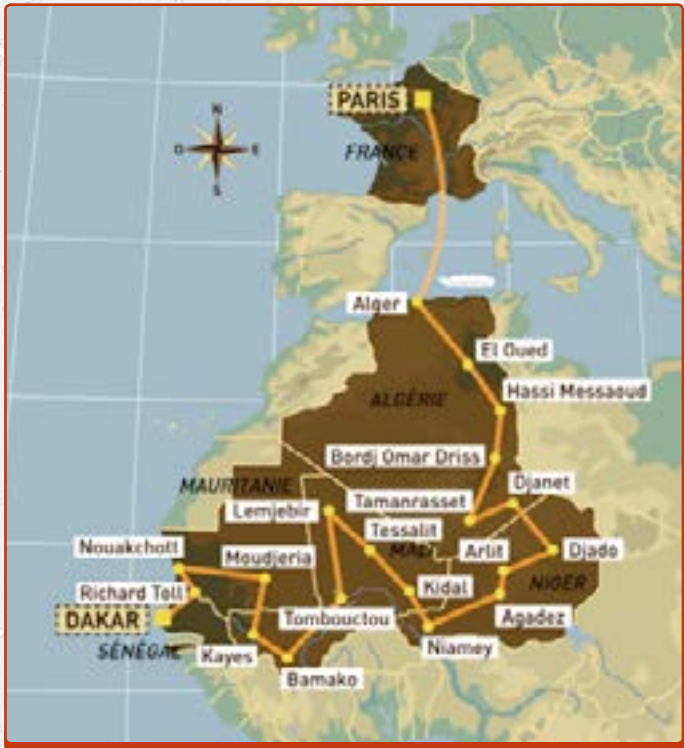 PARIS
N
O
E
S
FRANCE
Alger
El Oued
ALGÉRIE
Hassi Messaoud
Bordj Omar Driss
MAURITANIE
Djanet
Tamanrasset
Lemjebir
Tessalit
Nouakchott
Moudjeria
MALI
Arlit
Djado
Richard Toll
Kidal
NIGER
DAKAR
Tombouctou
Agadez
SÉNÉGAL
Kayes
Niamey
Bamako